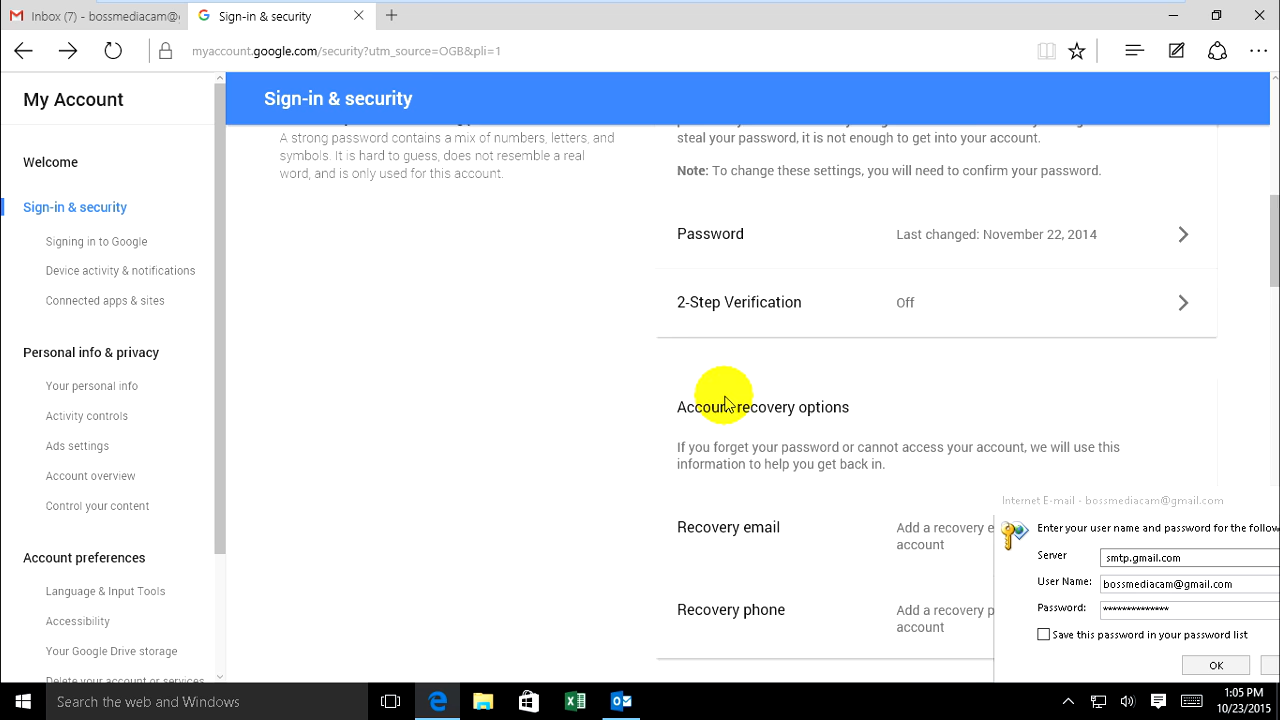 Inbox (7) - bossmediacam@
Sign-in & security
myaccount.google.com/security?utm_source=OGB&pli=1
My Account
Welcome
Sign-in & security
Signing in to Google
Device activity & notifications
Connected apps & sites
Personal info & privacy
Your personal info
Activity controls
Ads settings
Account overview
Control your content
Account preferences
Language & Input Tools
Accessibility
Your Google Drive storage
Delete your account or services
Sign-in & security
A strong password contains a mix of numbers, letters, and
symbols. It is hard to guess, does not resemble a real
word, and is only used for this account.
steal your password, it is not enough to get into your account.
Note: To change these settings, you will need to confirm your password.
Password Last changed: November 22, 2014
2-Step Verification Off
Account recovery options
If you forget your password or cannot access your account, we will use this
information to help you get back in.
Recovery email Add a recovery e
account
Recovery phone Add a recovery p
account
Internet E-mail - bossmediacam@gmail.com
Enter your user name and password for the follow
Server smtp.gmail.com
User Name: bossmediacam@gmail.com
Password: **************
Save this password in your password list
OK
Search the web and Windows
1:05 PM
10/23/2015